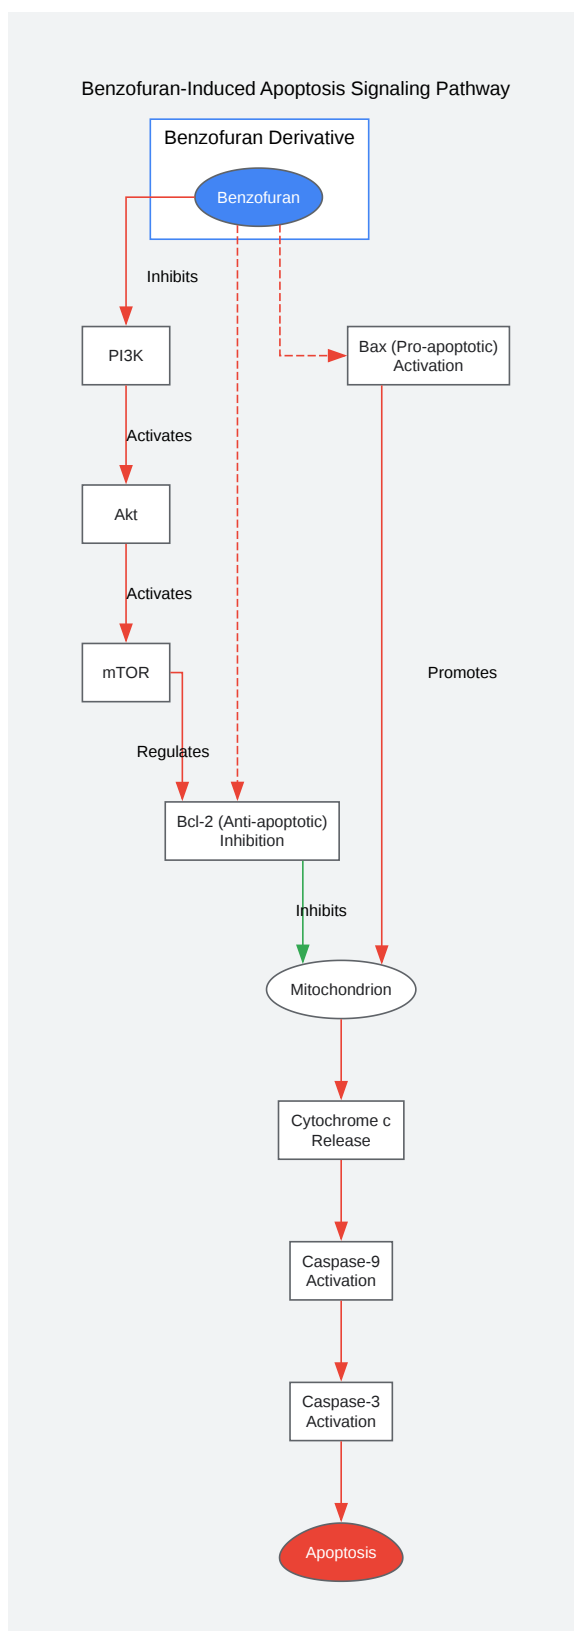 Benzofuran-Induced Apoptosis Signaling Pathway
Benzofuran Derivative
Benzofuran
Inhibits
PI3K
Bax (Pro-apoptotic)
Activation
Activates
Akt
Activates
mTOR
Promotes
Regulates
Bcl-2 (Anti-apoptotic)
Inhibition
Inhibits
Mitochondrion
Cytochrome c
Release
Caspase-9
Activation
Caspase-3
Activation
Apoptosis